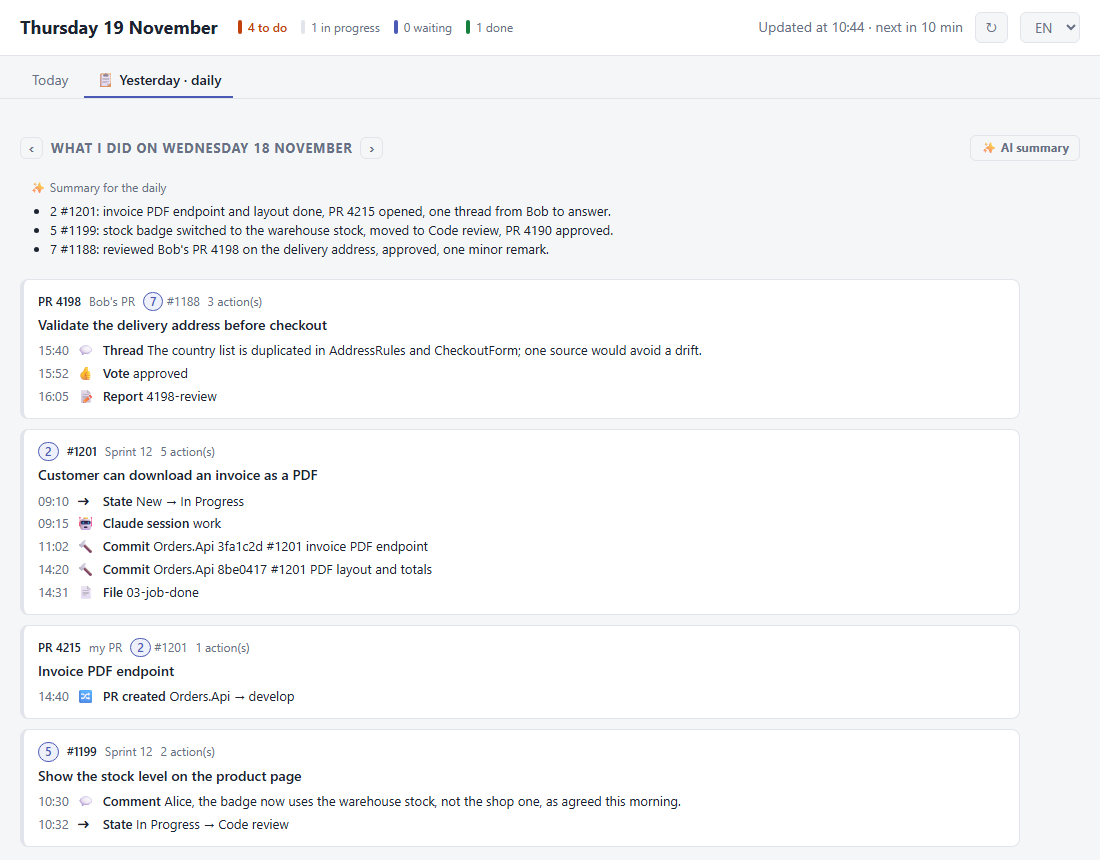 Thursday 19 November 4 to do 1 in progress 0 waiting 1 done Updated at 10:44 · next in 10 min ↻ EN
Today 📋 Yesterday · daily
‹ WHAT I DID ON WEDNESDAY 18 NOVEMBER › ✨ AI summary
✨ Summary for the daily
• 2 #1201: invoice PDF endpoint and layout done, PR 4215 opened, one thread from Bob to answer.
• 5 #1199: stock badge switched to the warehouse stock, moved to Code review, PR 4190 approved.
• 7 #1188: reviewed Bob's PR 4198 on the delivery address, approved, one minor remark.
PR 4198 Bob's PR 7 #1188 3 action(s)
Validate the delivery address before checkout
15:40 💬 Thread The country list is duplicated in AddressRules and CheckoutForm; one source would avoid a drift.
15:52 👍 Vote approved
16:05 📝 Report 4198-review
2 #1201 Sprint 12 5 action(s)
Customer can download an invoice as a PDF
09:10 → State New → In Progress
09:15 🤖 Claude session work
11:02 🔨 Commit Orders.Api 3fa1c2d #1201 invoice PDF endpoint
14:20 🔨 Commit Orders.Api 8be0417 #1201 PDF layout and totals
14:31 📄 File 03-job-done
PR 4215 my PR 2 #1201 1 action(s)
Invoice PDF endpoint
14:40 🔀 PR created Orders.Api → develop
5 #1199 Sprint 12 2 action(s)
Show the stock level on the product page
10:30 💬 Comment Alice, the badge now uses the warehouse stock, not the shop one, as agreed this morning.
10:32 → State In Progress → Code review